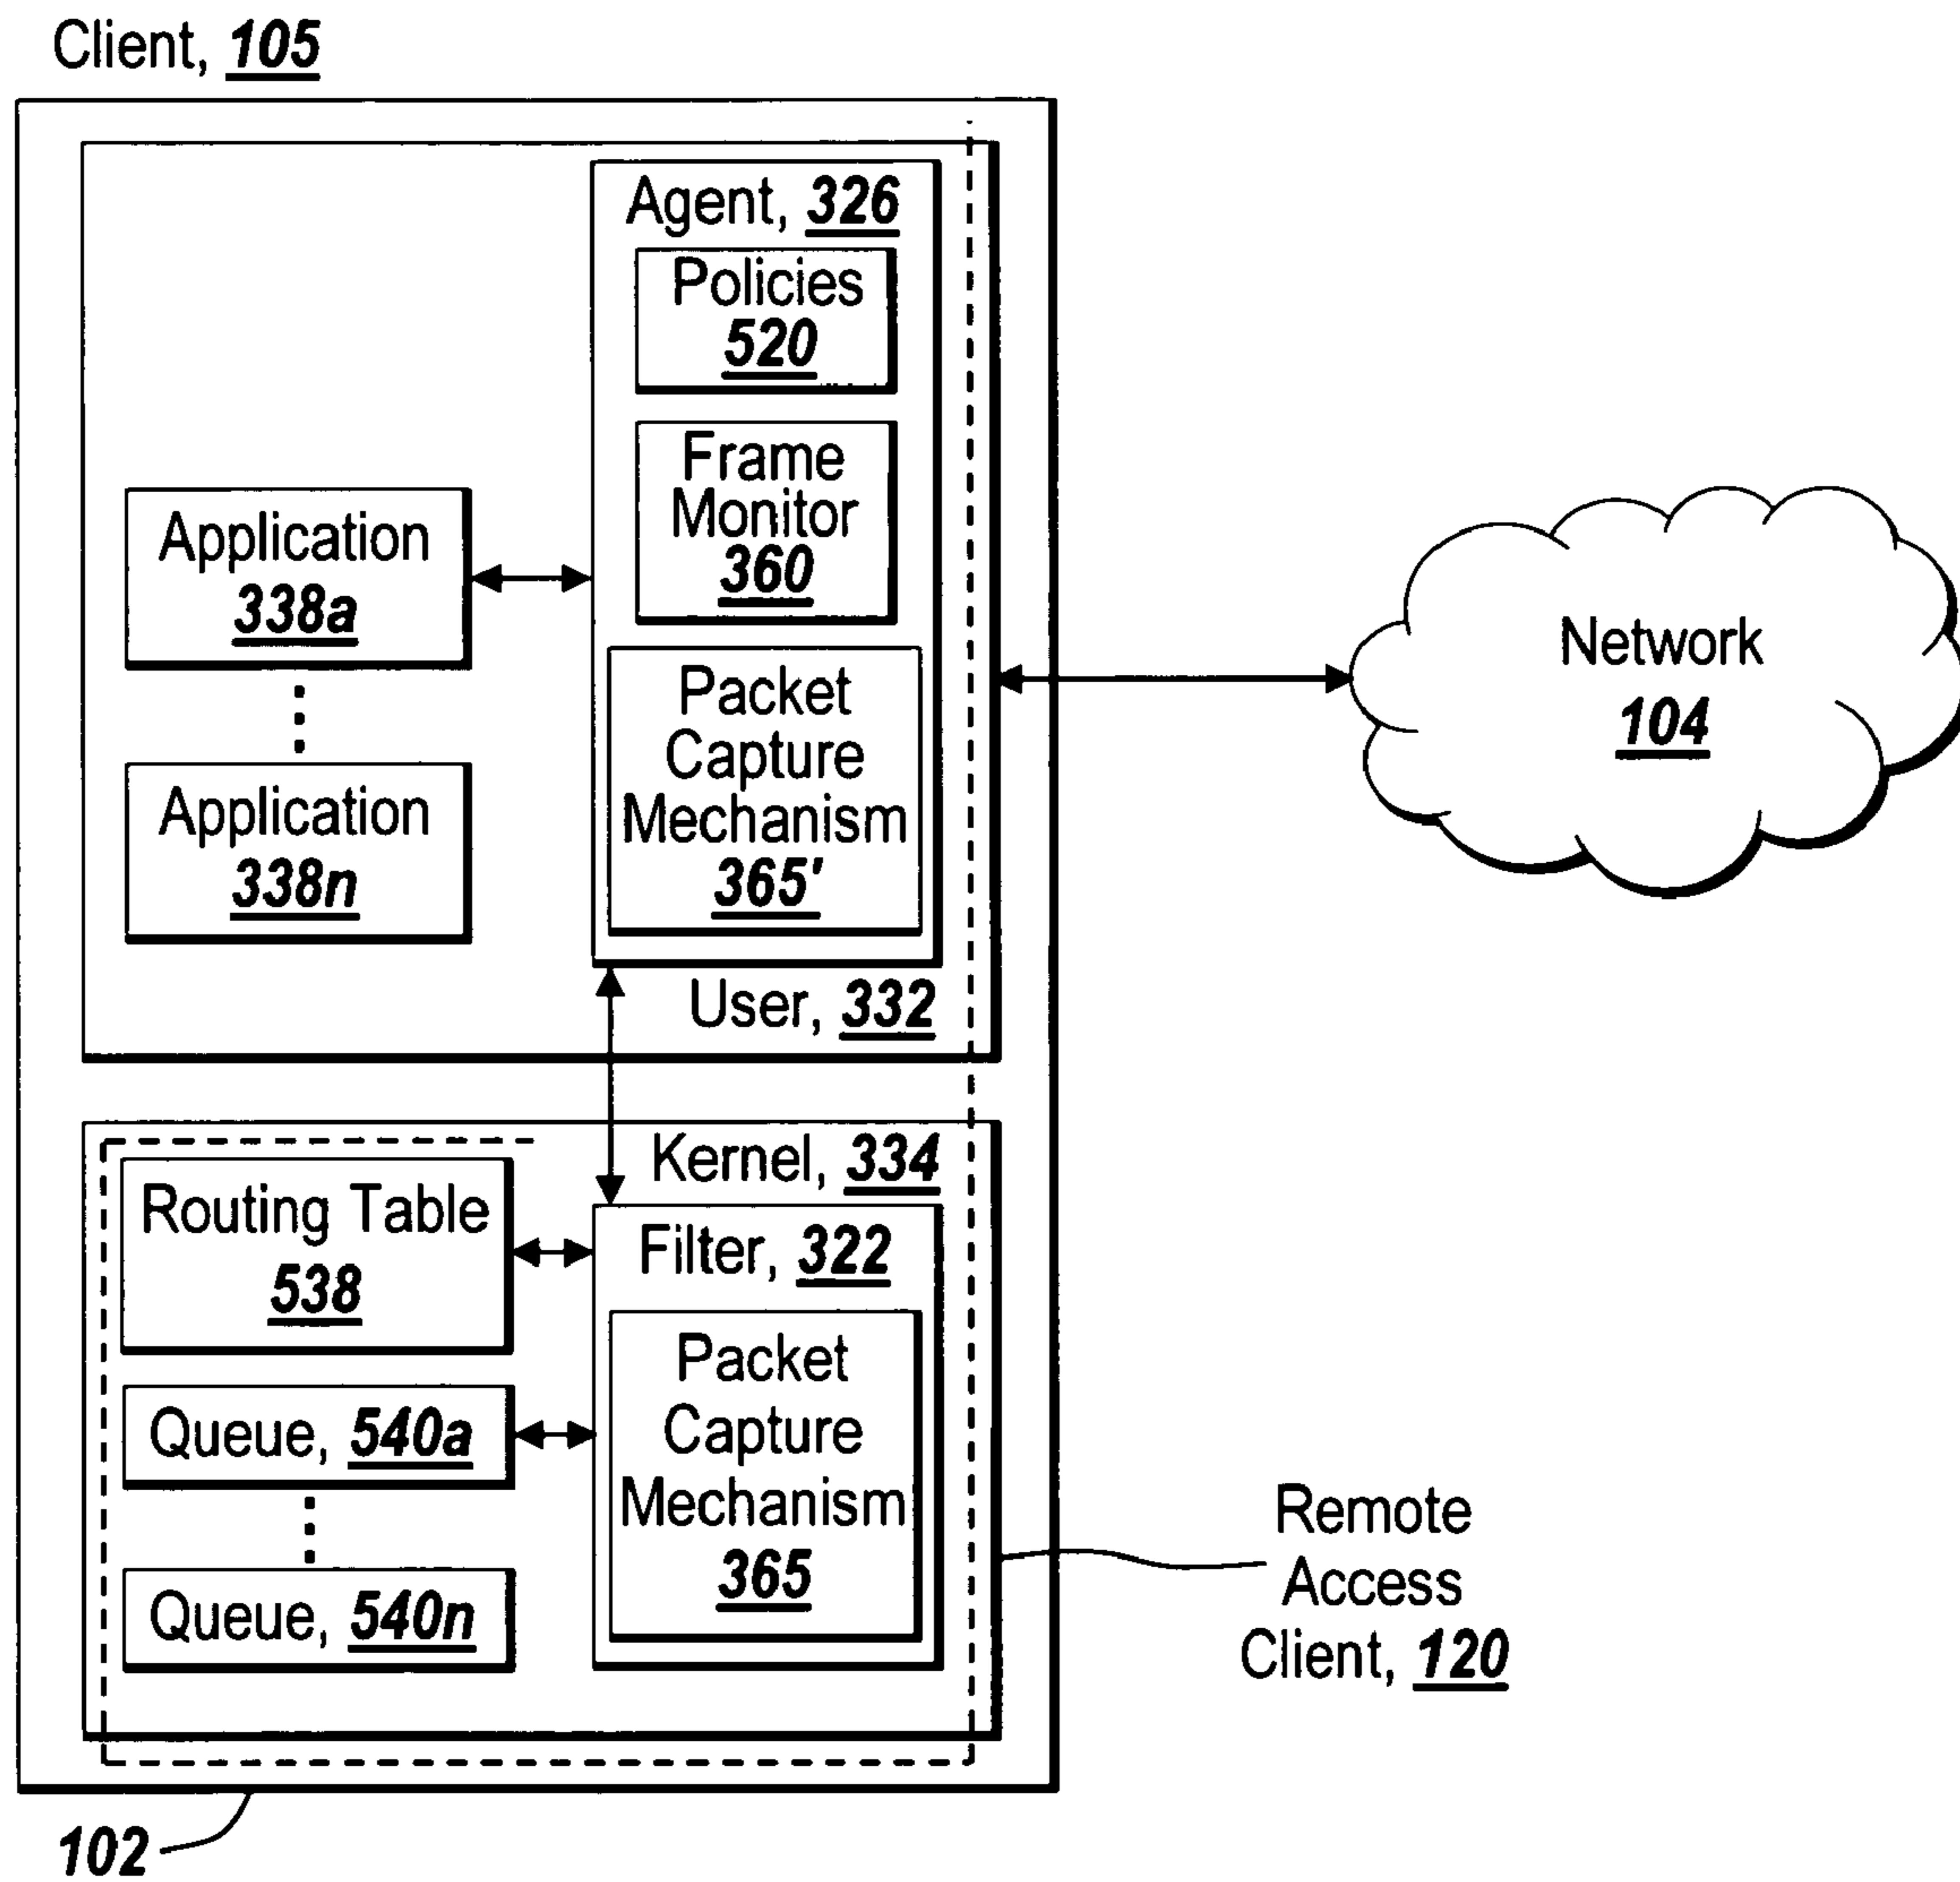 Client, 105
Agent, 326
Policies
520
Frame
Monitor
360
Application
338a
Packet
Capture
Mechanism
365'
Application
338n
User, 332
Network
104
Kernel, 334
Routing Table
538
Filter, 322
Packet
Capture
Mechanism
365
Queue, 540a
Queue, 540n
Remote
Access
Client, 120
102